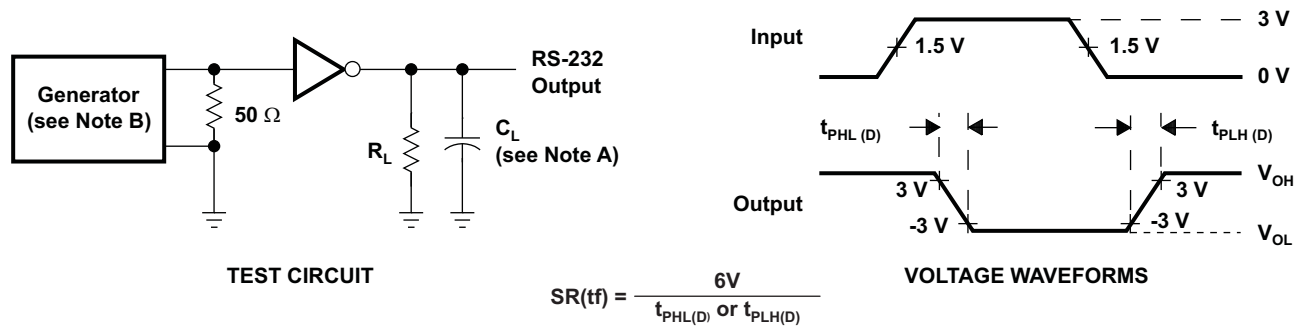 Generator
(see Note B)
50 Ω
RS-232
Output
R_L
C_L
(see Note A)
TEST CIRCUIT
Input
1.5 V
1.5 V
3 V
0 V
t_PHL (D)
t_PLH (D)
Output
3 V
-3 V
3 V
-3 V
V_OH
V_OL
VOLTAGE WAVEFORMS
SR(tf) = 6V / t_PHL(D) or t_PLH(D)